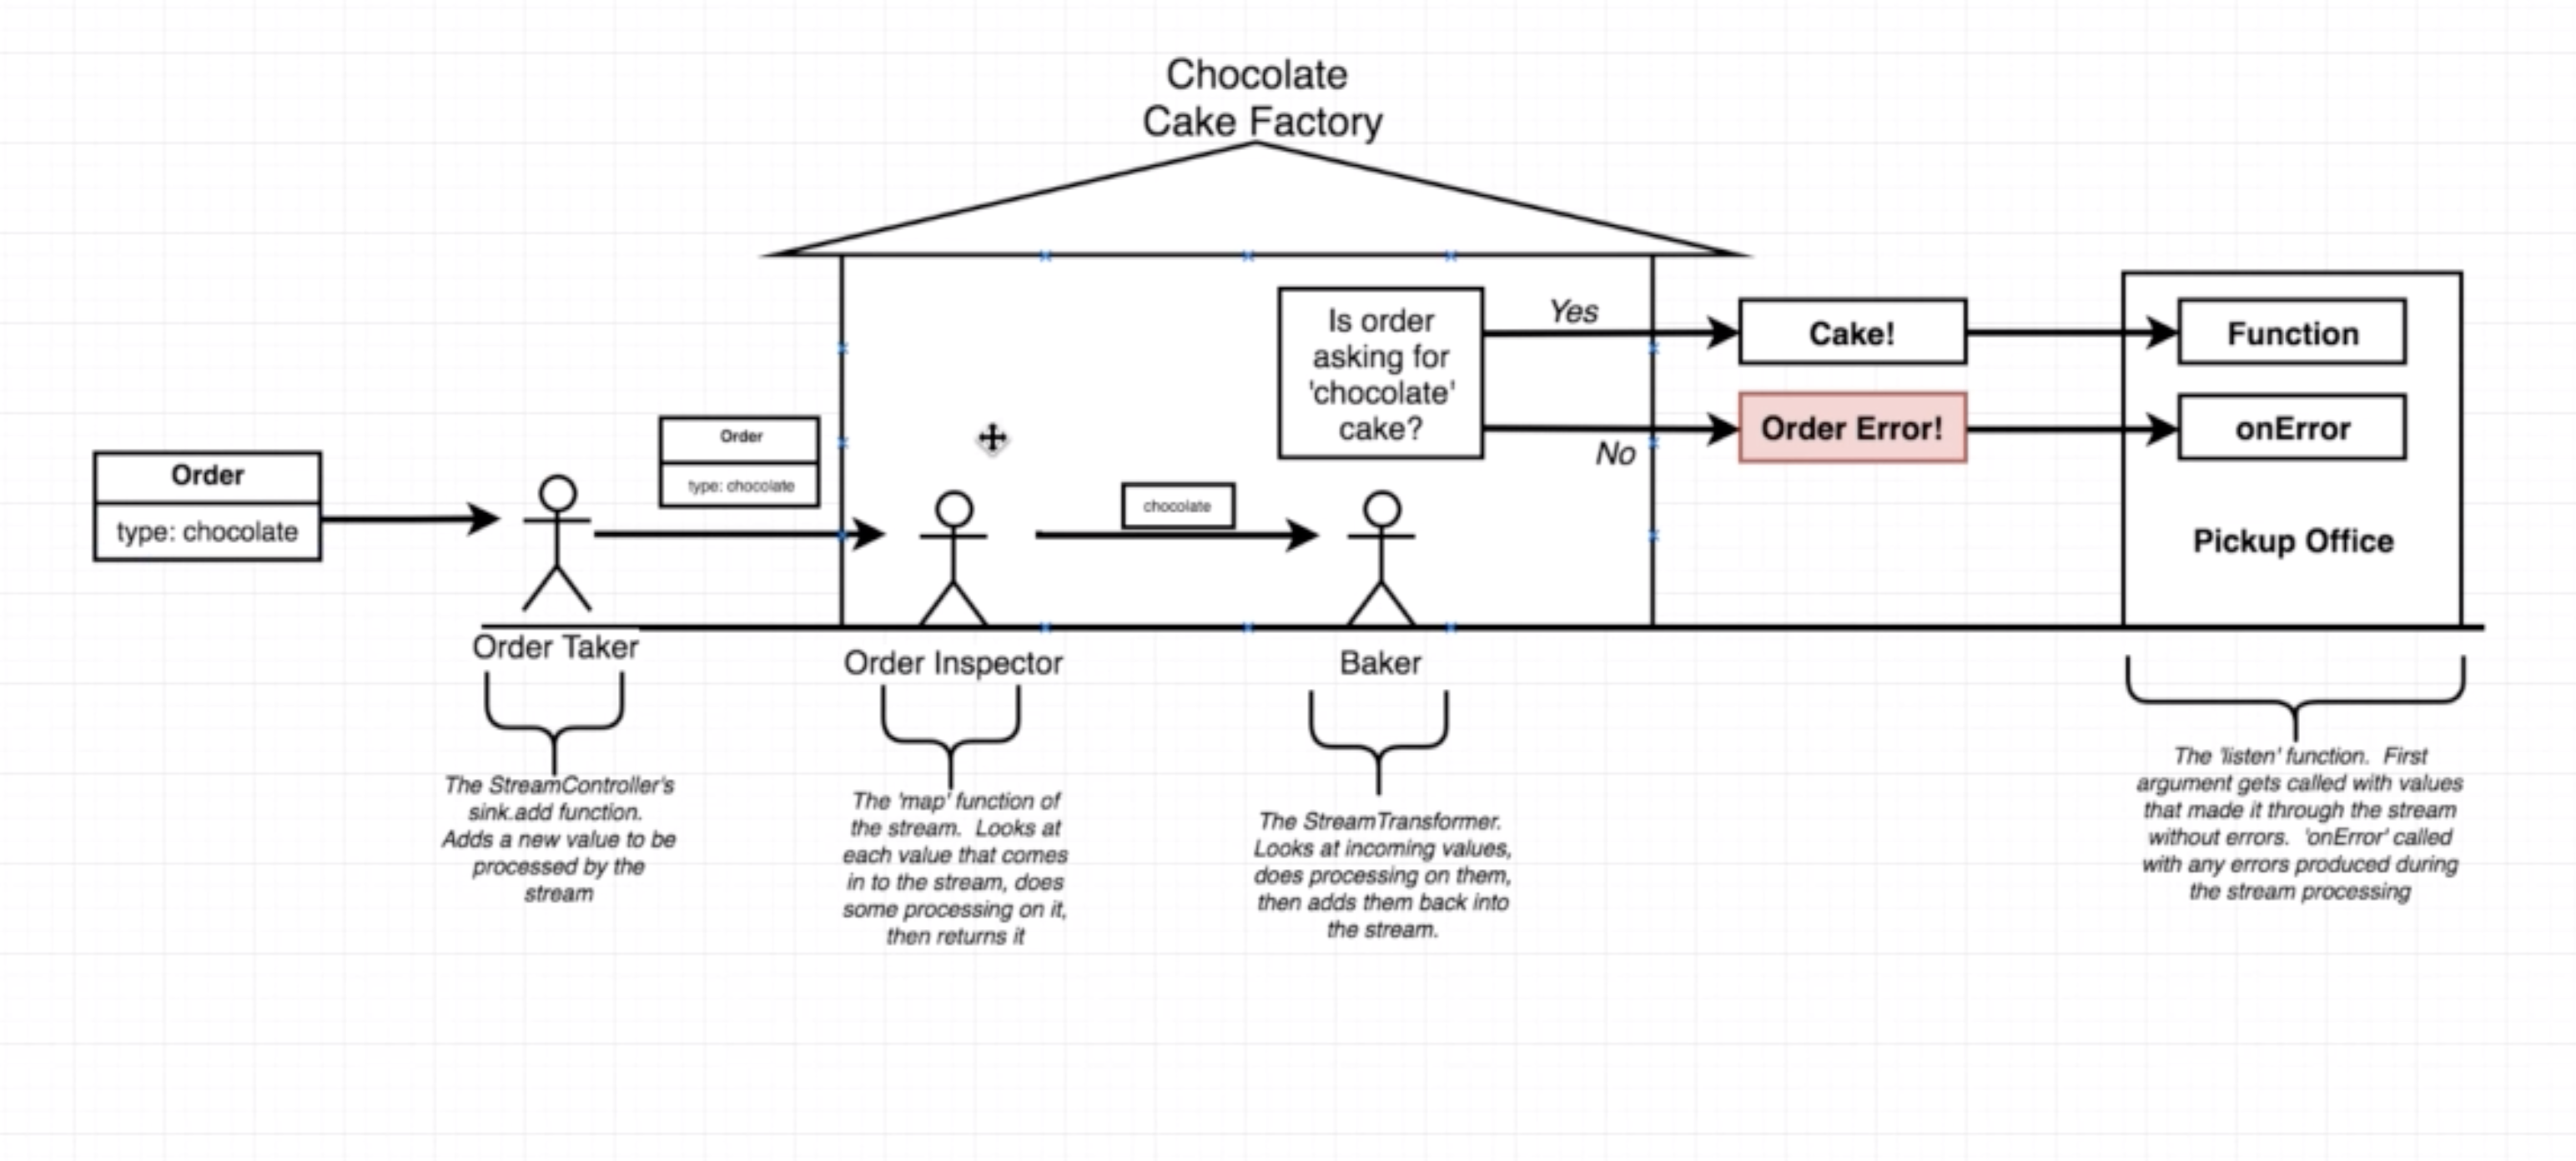 Chocolate
Cake Factory
Order
type: chocolate
Order
type: chocolate
chocolate
Is order
asking for
'chocolate'
cake?
Yes
No
Cake!
Order Error!
Function
onError
Pickup Office
Order Taker
Order Inspector
Baker
The StreamController's
sink.add function.
Adds a new value to be
processed by the
stream
The 'map' function of
the stream.  Looks at
each value that comes
in to the stream, does
some processing on it,
then returns it
The StreamTransformer.
Looks at incoming values,
does processing on them,
then adds them back into
the stream.
The 'listen' function.  First
argument gets called with values
that made it through the stream
without errors.  'onError' called
with any errors produced during
the stream processing